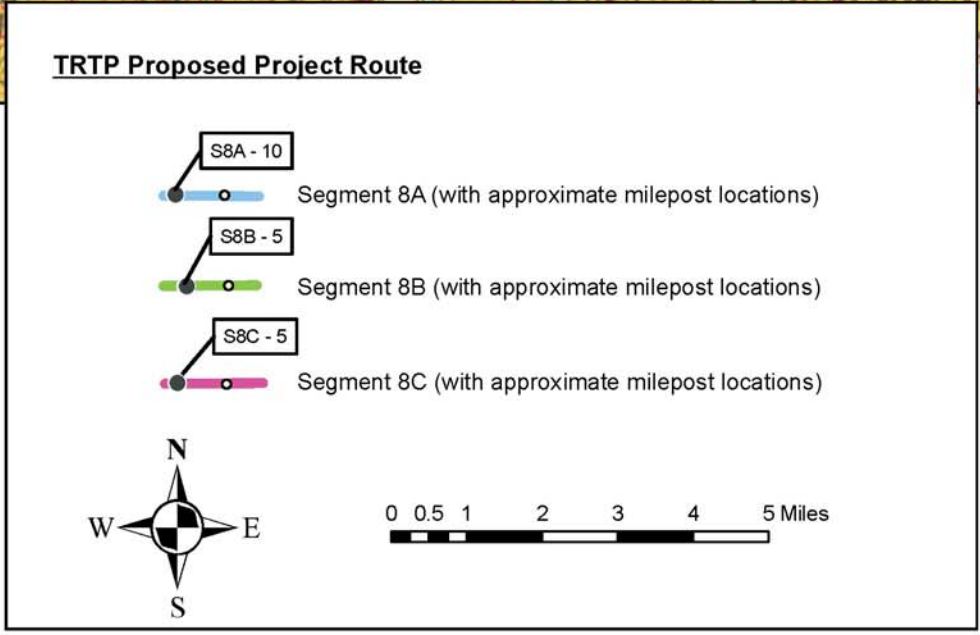 TRTP Proposed Project Route
S8A - 10
Segment 8A (with approximate milepost locations)
S8B - 5
Segment 8B (with approximate milepost locations)
S8C - 5
Segment 8C (with approximate milepost locations)
N
W E
S
0 0.5 1 2 3 4 5 Miles